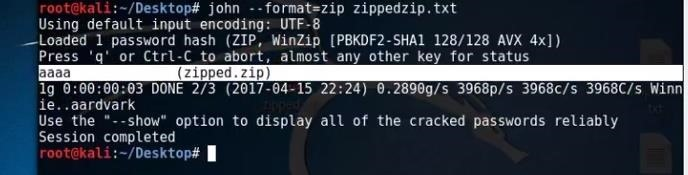 root@kali:~/Desktop# john --format=zip zippedzip.txt
Using default input encoding: UTF-8
Loaded 1 password hash (ZIP, WinZip [PBKDF2-SHA1 128/128 AVX 4x])
Press 'q' or Ctrl-C to abort, almost any other key for status
aaaa (zipped.zip)
1g 0:00:00:03 DONE 2/3 (2017-04-15 22:24) 0.2890g/s 3968p/s 3968c/s 3968C/s Winn
ie..aardvark
zipped
txt
Use the "--show" option to display all of the cracked passwords reliably
Session completed
root@kali:~/Desktop#